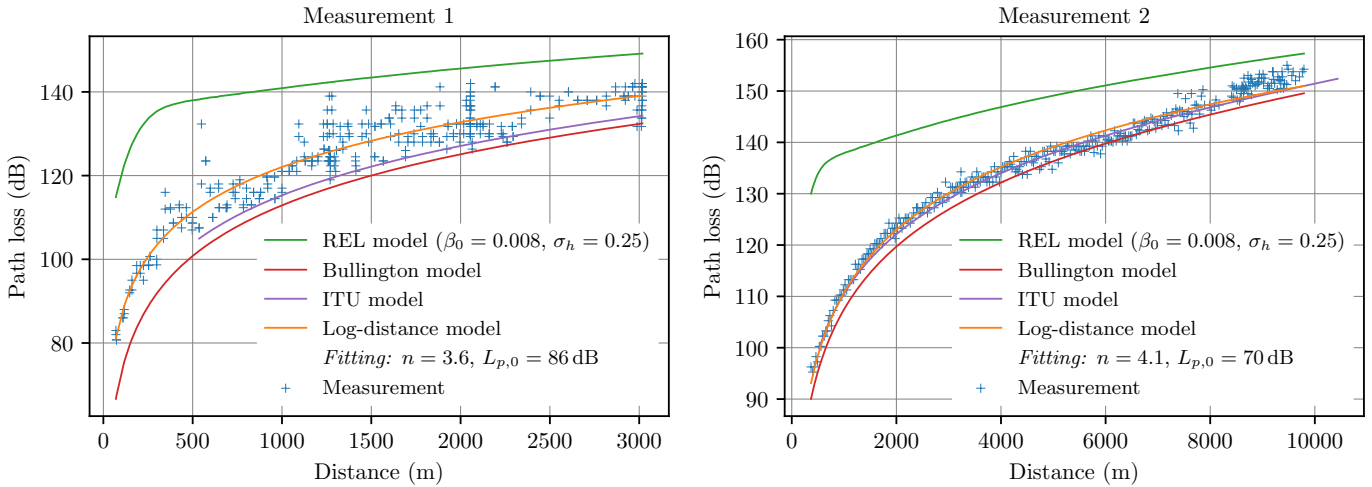 Measurement 1
Path loss (dB)
140
120
100
80
0 500 1000 1500 2000 2500 3000
Distance (m)
REL model (β₀ = 0.008, σₕ = 0.25)
Bullington model
ITU model
Log-distance model
Fitting: n = 3.6, Lₚ,₀ = 86 dB
Measurement
Measurement 2
Path loss (dB)
160
150
140
130
120
110
100
90
0 2000 4000 6000 8000 10000
Distance (m)
REL model (β₀ = 0.008, σₕ = 0.25)
Bullington model
ITU model
Log-distance model
Fitting: n = 4.1, Lₚ,₀ = 70 dB
Measurement